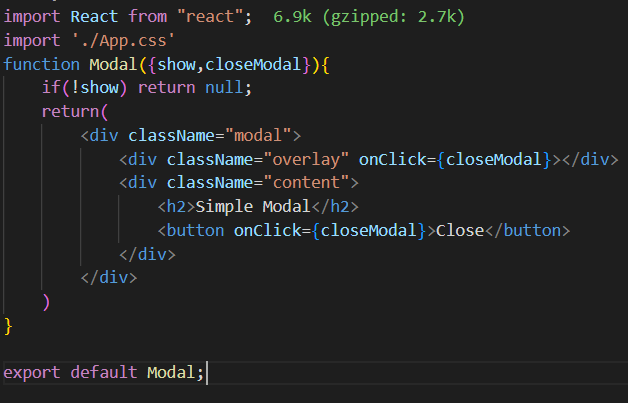 import React from "react";  6.9k (gzipped: 2.7k)
import './App.css'
function Modal({show,closeModal}){
    if(!show) return null;
    return(
        <div className="modal">
            <div className="overlay" onClick={closeModal}></div>
            <div className="content">
                <h2>Simple Modal</h2>
                <button onClick={closeModal}>Close</button>
            </div>
        </div>
    )
}

export default Modal;